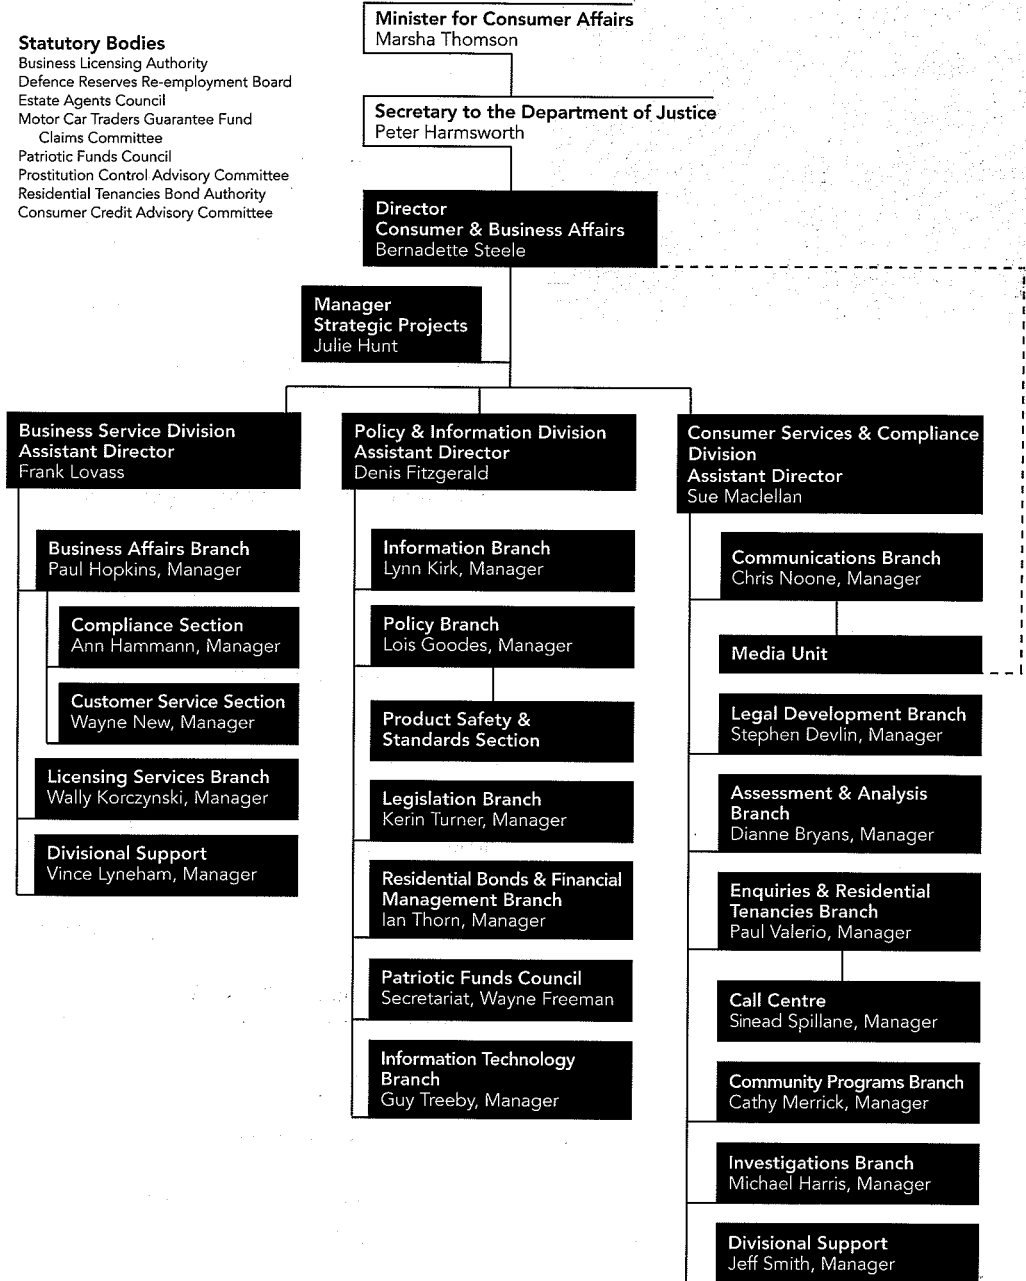 Statutory Bodies
Business Licensing Authority
Defence Reserves Re-employment Board
Estate Agents Council
Motor Car Traders Guarantee Fund
Claims Committee
Patriotic Funds Council
Prostitution Control Advisory Committee
Residential Tenancies Bond Authority
Consumer Credit Advisory Committee
Minister for Consumer Affairs
Marsha Thomson
Secretary to the Department of Justice
Peter Harmsworth
Director
Consumer & Business Affairs
Bernadette Steele
Manager
Strategic Projects
Julie Hunt
Business Service Division
Assistant Director
Frank Lovass
Business Affairs Branch
Paul Hopkins, Manager
Compliance Section
Ann Hammann, Manager
Customer Service Section
Wayne New, Manager
Licensing Services Branch
Wally Korczynski, Manager
Divisional Support
Vince Lyneham, Manager
Policy & Information Division
Assistant Director
Denis Fitzgerald
Information Branch
Lynn Kirk, Manager
Policy Branch
Lois Goodes, Manager
Product Safety &
Standards Section
Legislation Branch
Kerin Turner, Manager
Residential Bonds & Financial
Management Branch
Ian Thorn, Manager
Patriotic Funds Council
Secretariat, Wayne Freeman
Information Technology
Branch
Guy Treeby, Manager
Consumer Services & Compliance
Division
Assistant Director
Sue Maclellan
Communications Branch
Chris Noone, Manager
Media Unit
Legal Development Branch
Stephen Devlin, Manager
Assessment & Analysis
Branch
Dianne Bryans, Manager
Enquiries & Residential
Tenancies Branch
Paul Valerio, Manager
Call Centre
Sinead Spillane, Manager
Community Programs Branch
Cathy Merrick, Manager
Investigations Branch
Michael Harris, Manager
Divisional Support
Jeff Smith, Manager